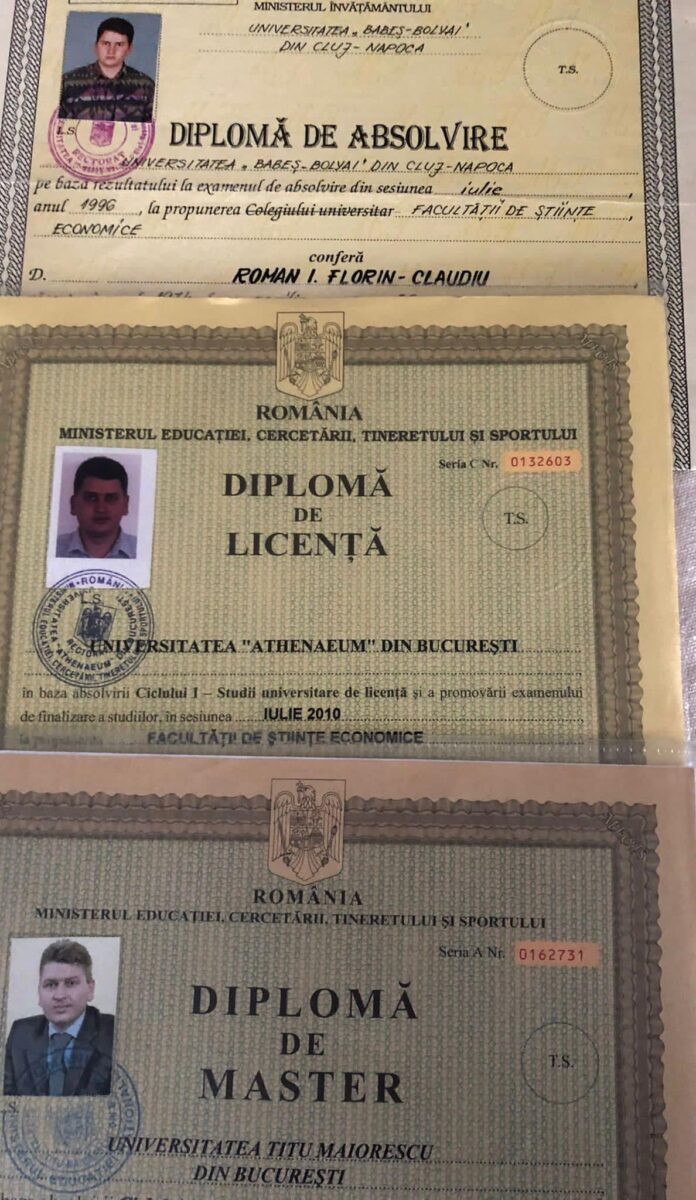 MINISTERUL ÎNVĂȚĂMÂNTULUI
UNIVERSITATEA „BABEȘ-BOLYAI"
DIN CLUJ-NAPOCA
T.S.
L.S.
RECTORAT
DIPLOMĂ DE ABSOLVIRE
UNIVERSITATEA „BABEȘ-BOLYAI" DIN CLUJ-NAPOCA
pe baza rezultatului la examenul de absolvire din sesiunea iulie,
anul 1996, la propunerea Colegiului universitar FACULTĂȚII DE ȘTIINȚE,
ECONOMICE
conferă
D. ROMAN I. FLORIN-CLAUDIU,
ROMÂNIA
MINISTERUL EDUCAȚIEI, CERCETĂRII, TINERETULUI ȘI SPORTULUI
Seria C Nr. 0132603
DIPLOMĂ
DE
LICENȚĂ
T.S.
L.S.
UNIVERSITATEA "ATHENAEUM" DIN BUCUREȘTI
în baza absolvirii Ciclului I – Studii universitare de licență și a promovării examenului
de finalizare a studiilor, în sesiunea IULIE 2010
la propunerea FACULTĂȚII DE ȘTIINȚE ECONOMICE
ROMÂNIA
MINISTERUL EDUCAȚIEI, CERCETĂRII, TINERETULUI ȘI SPORTULUI
Seria A Nr. 0162731
DIPLOMĂ
DE
MASTER
T.S.
UNIVERSITATEA TITU MAIORESCU
DIN BUCUREȘTI